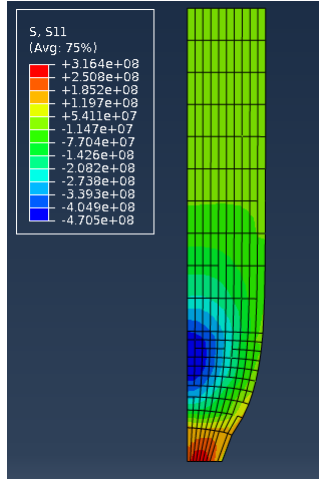 S, S11
(Avg: 75%)
+3.164e+08
+2.508e+08
+1.852e+08
+1.197e+08
+5.411e+07
-1.147e+07
-7.704e+07
-1.426e+08
-2.082e+08
-2.738e+08
-3.393e+08
-4.049e+08
-4.705e+08